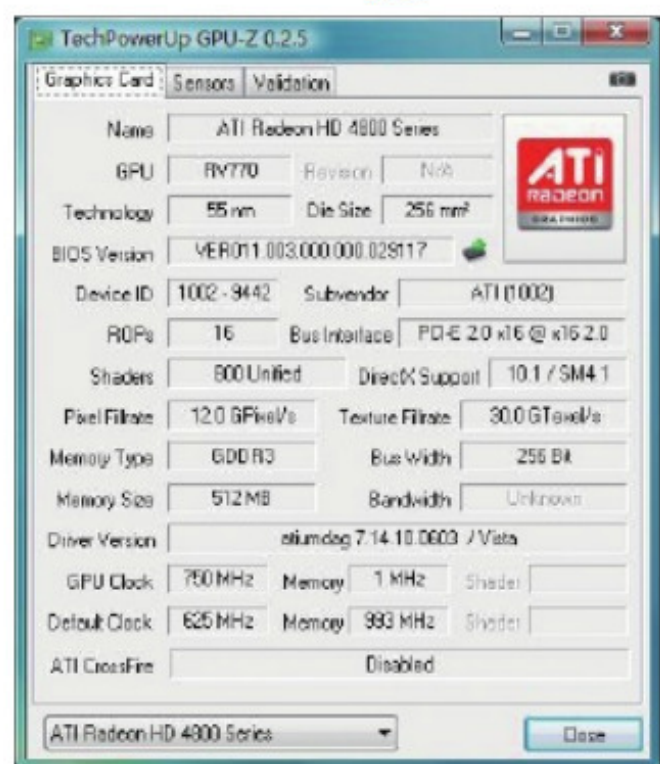 TechPowerUp GPU-Z 0.2.5
Graphics Card Sensors Validation
Name ATI Radeon HD 4800 Series
GPU RV770 Revision N/A
Technology 55 nm Die Size 256 mm²
BIOS Version VER011.003.000.000.029117
Device ID 1002 - 9442 Subvendor ATI (1002)
ROPs 16 Bus Interface PCI-E 2.0 x16 @ x16 2.0
Shaders 800 Unified DirectX Support 10.1 / SM4.1
Pixel Fillrate 12.0 GPixel/s Texture Fillrate 30.0 GTexel/s
Memory Type GDDR3 Bus Width 256 Bit
Memory Size 512 MB Bandwidth Unknown
Driver Version atiumdag 7.14.10.0603 / Vista
GPU Clock 750 MHz Memory 1 MHz Shader
Default Clock 625 MHz Memory 993 MHz Shader
ATI CrossFire Disabled
ATI RADEON GRAPHICS
ATI Radeon HD 4800 Series Close